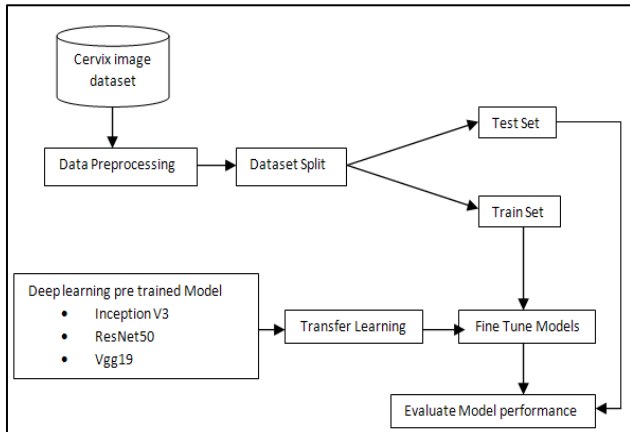 Cervix image
dataset
Test Set
Data Preprocessing
Dataset Split
Train Set
Deep learning pre trained Model
• Inception V3
• ResNet50
• Vgg19
Transfer Learning
Fine Tune Models
Evaluate Model performance